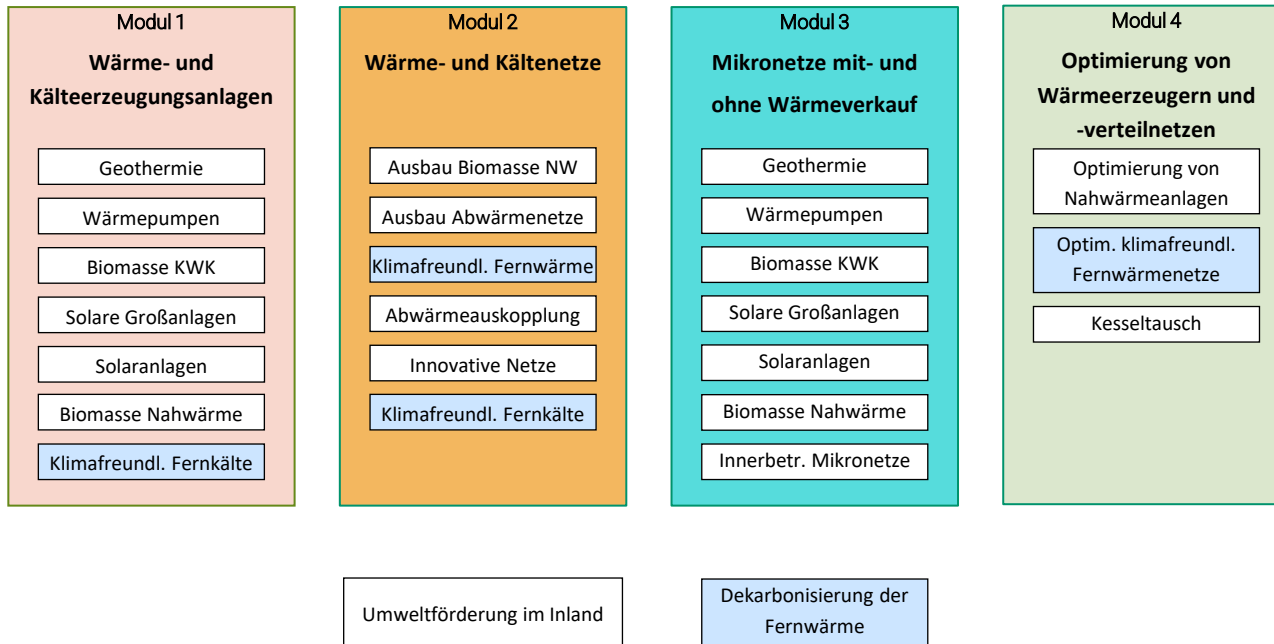 Modul 1
Wärme- und
Kälteerzeugungsanlagen
Geothermie
Wärmepumpen
Biomasse KWK
Solare Großanlagen
Solaranlagen
Biomasse Nahwärme
Klimafreundl. Fernkälte
Modul 2
Wärme- und Kältenetze
Ausbau Biomasse NW
Ausbau Abwärmenetze
Klimafreundl. Fernwärme
Abwärmeauskopplung
Innovative Netze
Klimafreundl. Fernkälte
Modul 3
Mikronetze mit- und
ohne Wärmeverkauf
Geothermie
Wärmepumpen
Biomasse KWK
Solare Großanlagen
Solaranlagen
Biomasse Nahwärme
Innerbetr. Mikronetze
Modul 4
Optimierung von
Wärmeerzeugern und
-verteilnetzen
Optimierung von
Nahwärmeanlagen
Optim. klimafreundl.
Fernwärmenetze
Kesseltausch
Umweltförderung im Inland
Dekarbonisierung der
Fernwärme